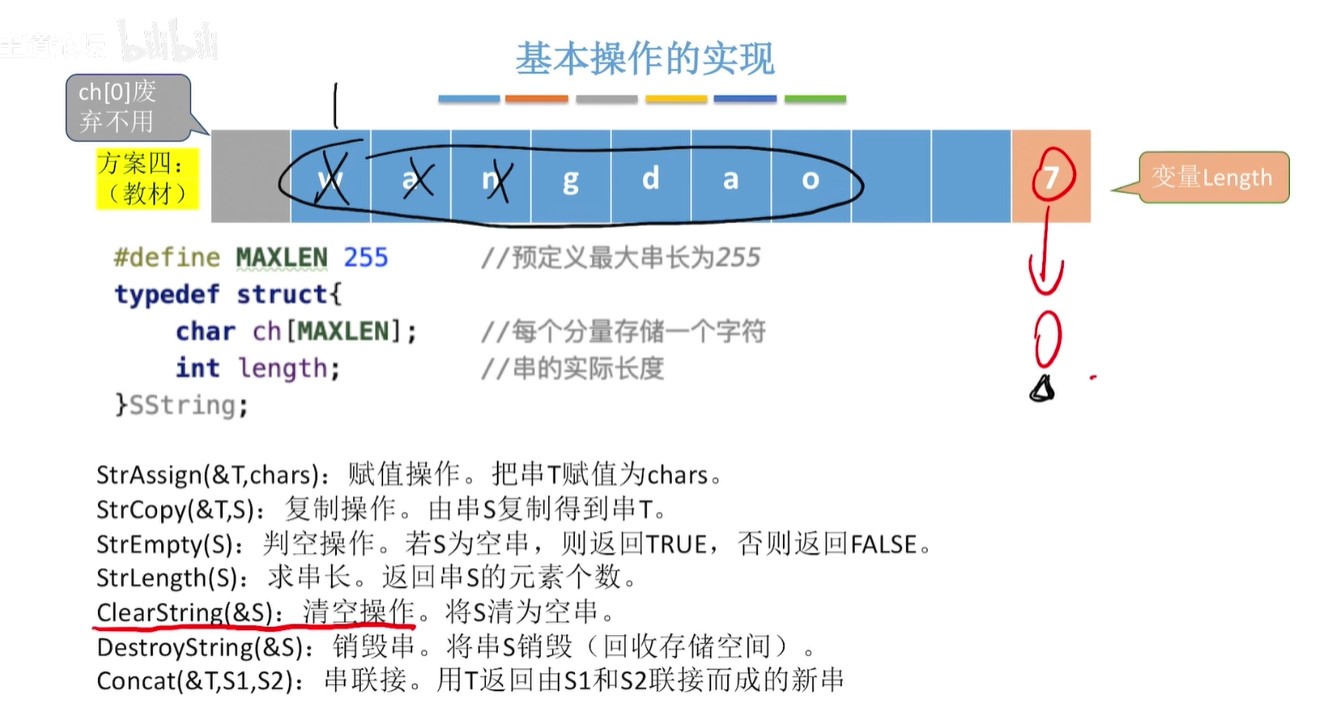 bilibili
基本操作的实现
ch[0]废
弃不用
1
方案四：
（教材）
w a n g d a o 7
变量Length
0
#define MAXLEN 255 //预定义最大串长为255
typedef struct{
char ch[MAXLEN]; //每个分量存储一个字符
int length; //串的实际长度
}SString;
StrAssign(&T,chars)：赋值操作。把串T赋值为chars。
StrCopy(&T,S)：复制操作。由串S复制得到串T。
StrEmpty(S)：判空操作。若S为空串，则返回TRUE，否则返回FALSE。
StrLength(S)：求串长。返回串S的元素个数。
ClearString(&S)：清空操作。将S清为空串。
DestroyString(&S)：销毁串。将串S销毁（回收存储空间）。
Concat(&T,S1,S2)：串联接。用T返回由S1和S2联接而成的新串